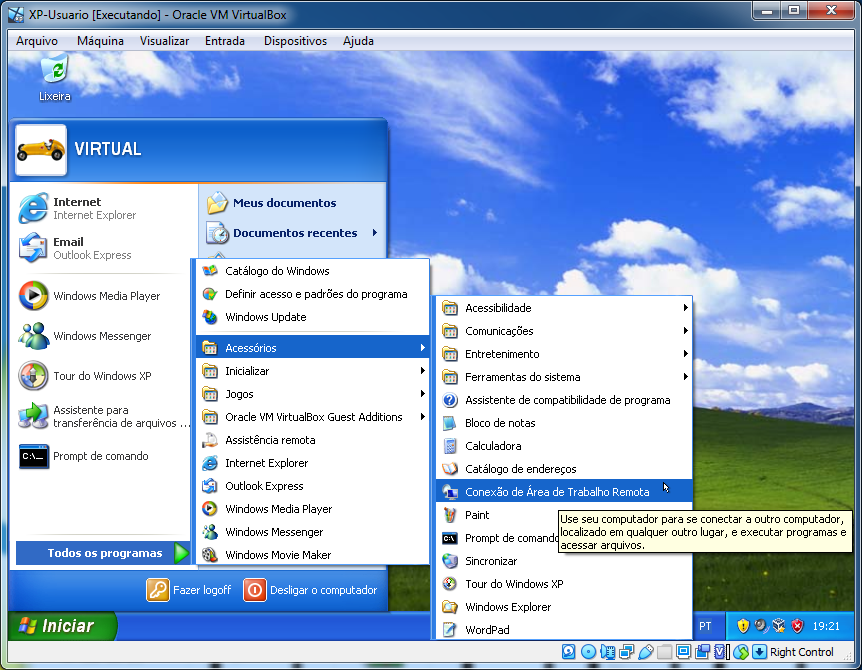 XP-Usuario [Executando] - Oracle VM VirtualBox
Arquivo Máquina Visualizar Entrada Dispositivos Ajuda
Lixeira
VIRTUAL
Internet
Internet Explorer
Email
Outlook Express
Windows Media Player
Windows Messenger
Tour do Windows XP
Assistente para
transferência de arquivos ...
Prompt de comando
Todos os programas
Meus documentos
Documentos recentes
Catálogo do Windows
Definir acesso e padrões do programa
Windows Update
Acessórios
Inicializar
Jogos
Oracle VM VirtualBox Guest Additions
Assistência remota
Internet Explorer
Outlook Express
Windows Media Player
Windows Messenger
Windows Movie Maker
Acessibilidade
Comunicações
Entretenimento
Ferramentas do sistema
Assistente de compatibilidade de programa
Bloco de notas
Calculadora
Catálogo de endereços
Conexão de Área de Trabalho Remota
Paint
Prompt de comando
Sincronizar
Tour do Windows XP
Windows Explorer
WordPad
Use seu computador para se conectar a outro computador,
localizado em qualquer outro lugar, e executar programas e
acessar arquivos.
Fazer logoff Desligar o computador
Iniciar
PT
19:21
Right Control